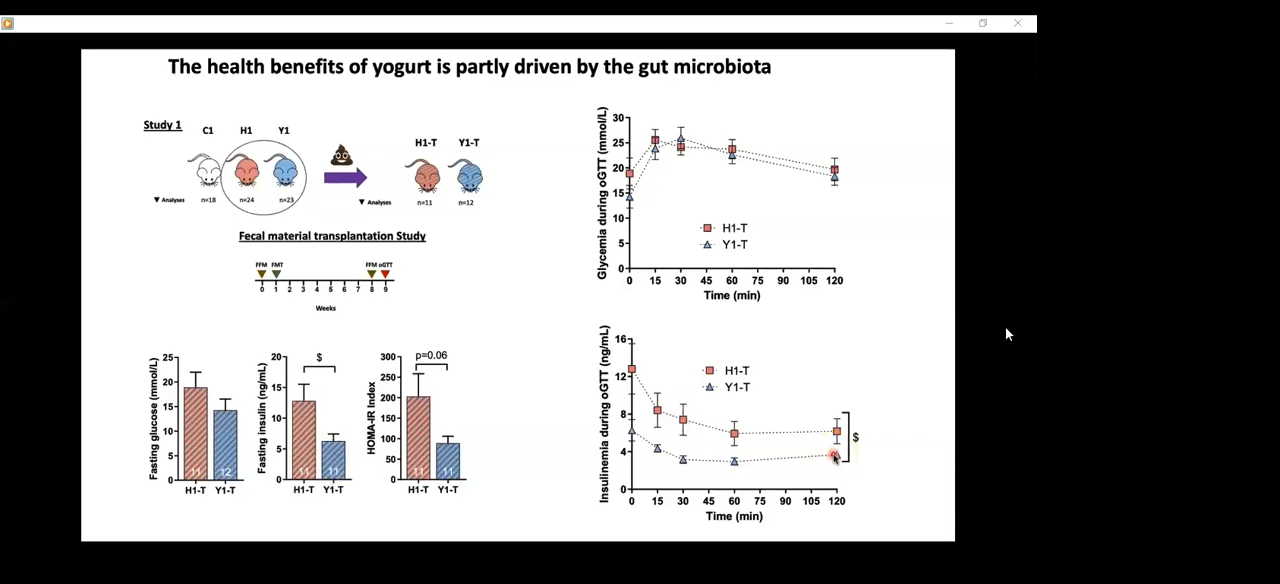 The health benefits of yogurt is partly driven by the gut microbiota
Study 1
C1 H1 Y1
H1-T Y1-T
▼ Analyses n=18 n=24 n=23
▼ Analyses n=11 n=12
Fecal material transplantation Study
FFM FMT FFM oGTT
0 1 2 3 4 5 6 7 8 9
Weeks
Fasting glucose (mmol/L)
25
20
15
10
5
0
11 12
H1-T Y1-T
Fasting insulin (ng/mL)
20
15
10
5
0
$
11 11
H1-T Y1-T
HOMA-IR Index
300
250
200
150
100
50
0
p=0.06
11 11
H1-T Y1-T
Glycemia during oGTT (mmol/L)
30
25
20
15
10
5
0
H1-T
Y1-T
0 15 30 45 60 75 90 105 120
Time (min)
Insulinemia during oGTT (ng/mL)
16
12
8
4
0
H1-T
Y1-T
$
0 15 30 45 60 75 90 105 120
Time (min)